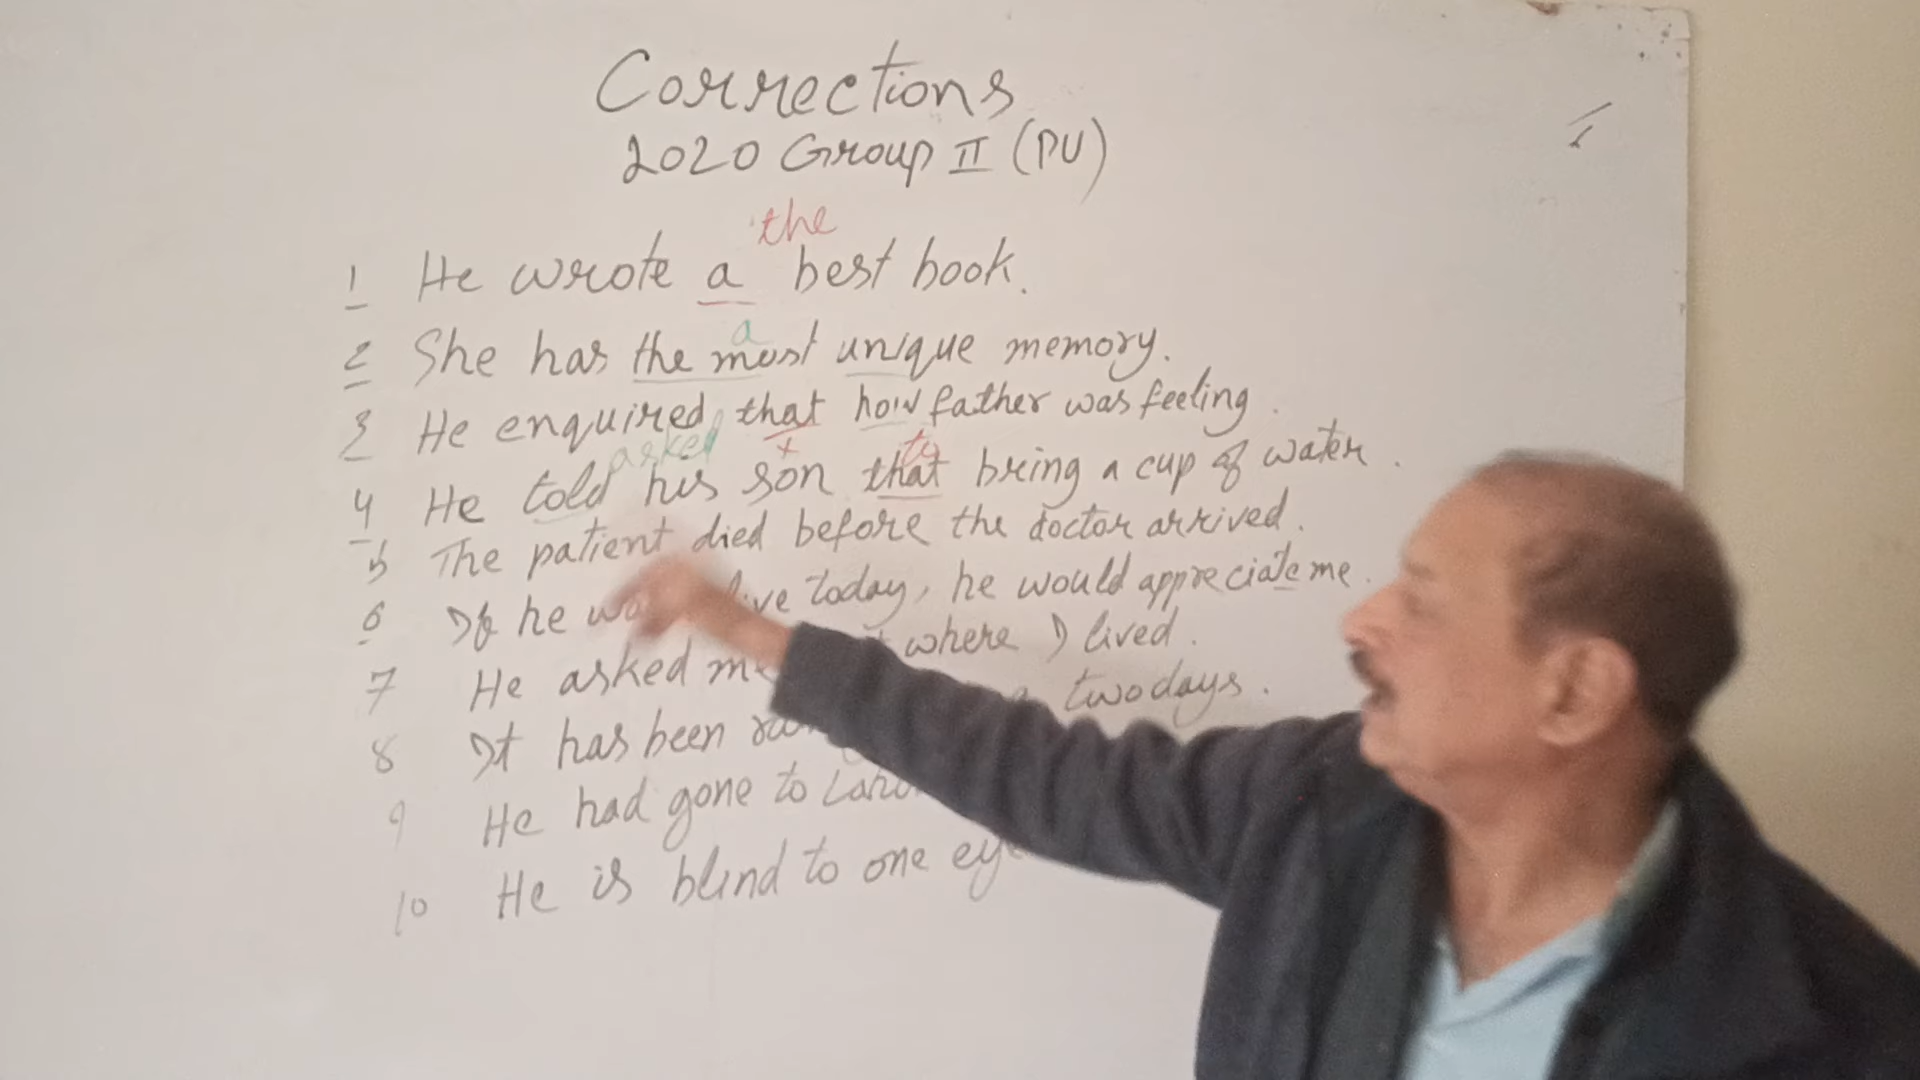 Corrections
2020 Group II (PU)
the
1 He wrote a best book.
a
2 She has the most unique memory.
3 He enquired that how father was feeling.
asked x to
4 He told his son that bring a cup of water.
5 The patient died before the doctor arrived.
6 If he today, he would appreciate me.
7 He asked where I lived.
8 It has been two days.
9 He had gone to
10 He is blind to one